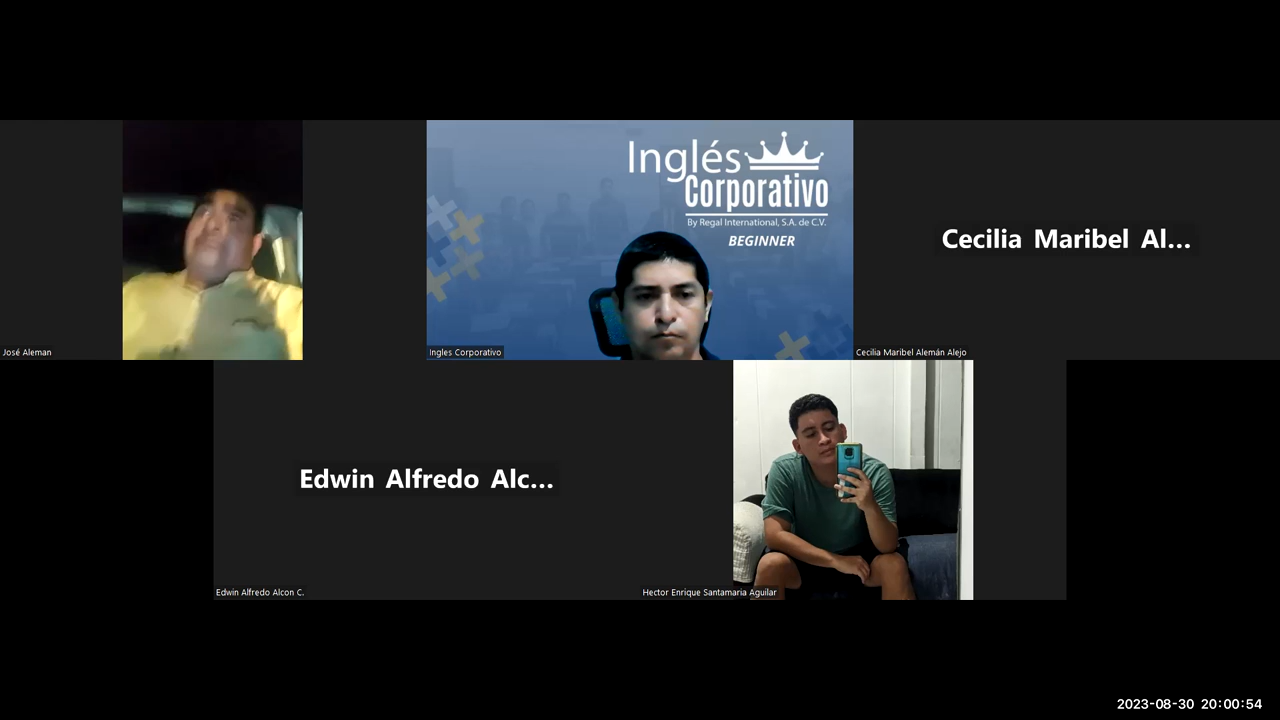 Inglés
Corporativo
By Regal International, S.A. de C.V.
BEGINNER
Cecilia Maribel Al...
José Aleman
Ingles Corporativo
Cecilia Maribel Alemán Alejo
Edwin Alfredo Alc...
Edwin Alfredo Alcon C.
Hector Enrique Santamaria Aguilar
2023-08-30 20:00:54